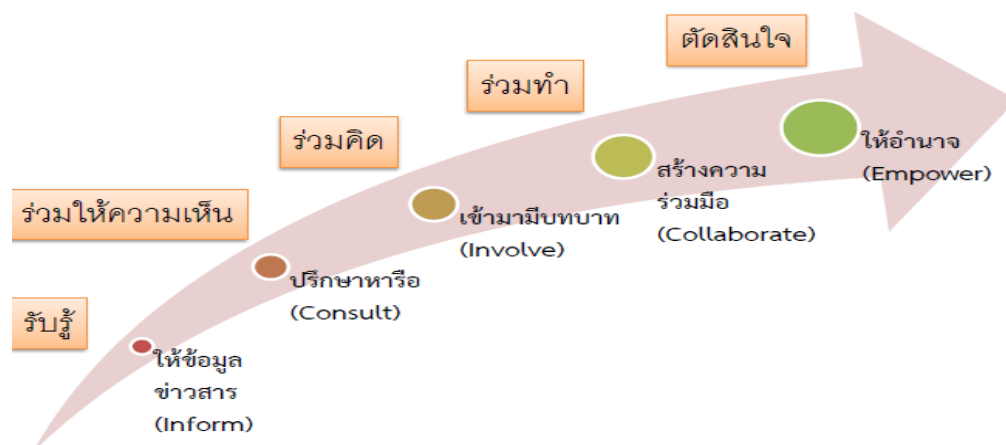 รับรู้
ให้ข้อมูล
ข่าวสาร
(Inform)
ร่วมให้ความเห็น
ปรึกษาหารือ
(Consult)
ร่วมคิด
เข้ามามีบทบาท
(Involve)
ร่วมทำ
สร้างความ
ร่วมมือ
(Collaborate)
ตัดสินใจ
ให้อำนาจ
(Empower)